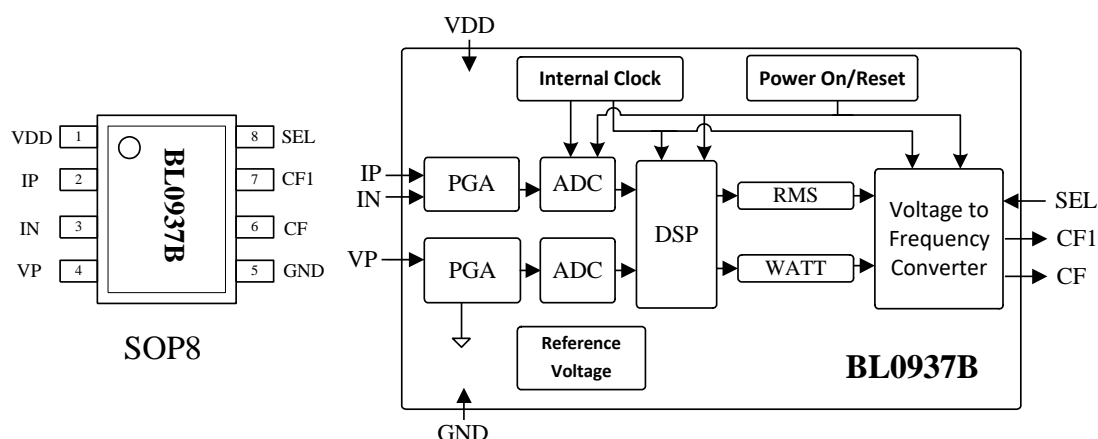 VDD 1
IP 2
IN 3
VP 4
BL0937B
8 SEL
7 CF1
6 CF
5 GND
SOP8
VDD
Internal Clock
Power On/Reset
IP
IN
PGA
ADC
VP
PGA
ADC
DSP
RMS
WATT
Voltage to
Frequency
Converter
SEL
CF1
CF
Reference
Voltage
BL0937B
GND